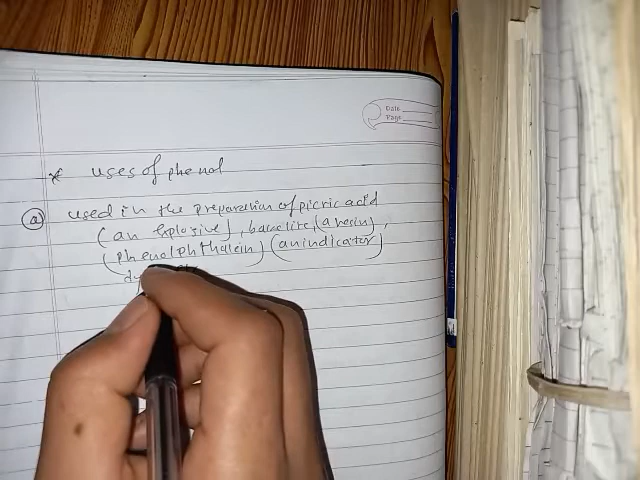 Date
Page
* uses of phenol
(a) used in the preparation of picric acid
(an explosive), bakelite, (a resin),
(phenolphthalein) (an indicator)